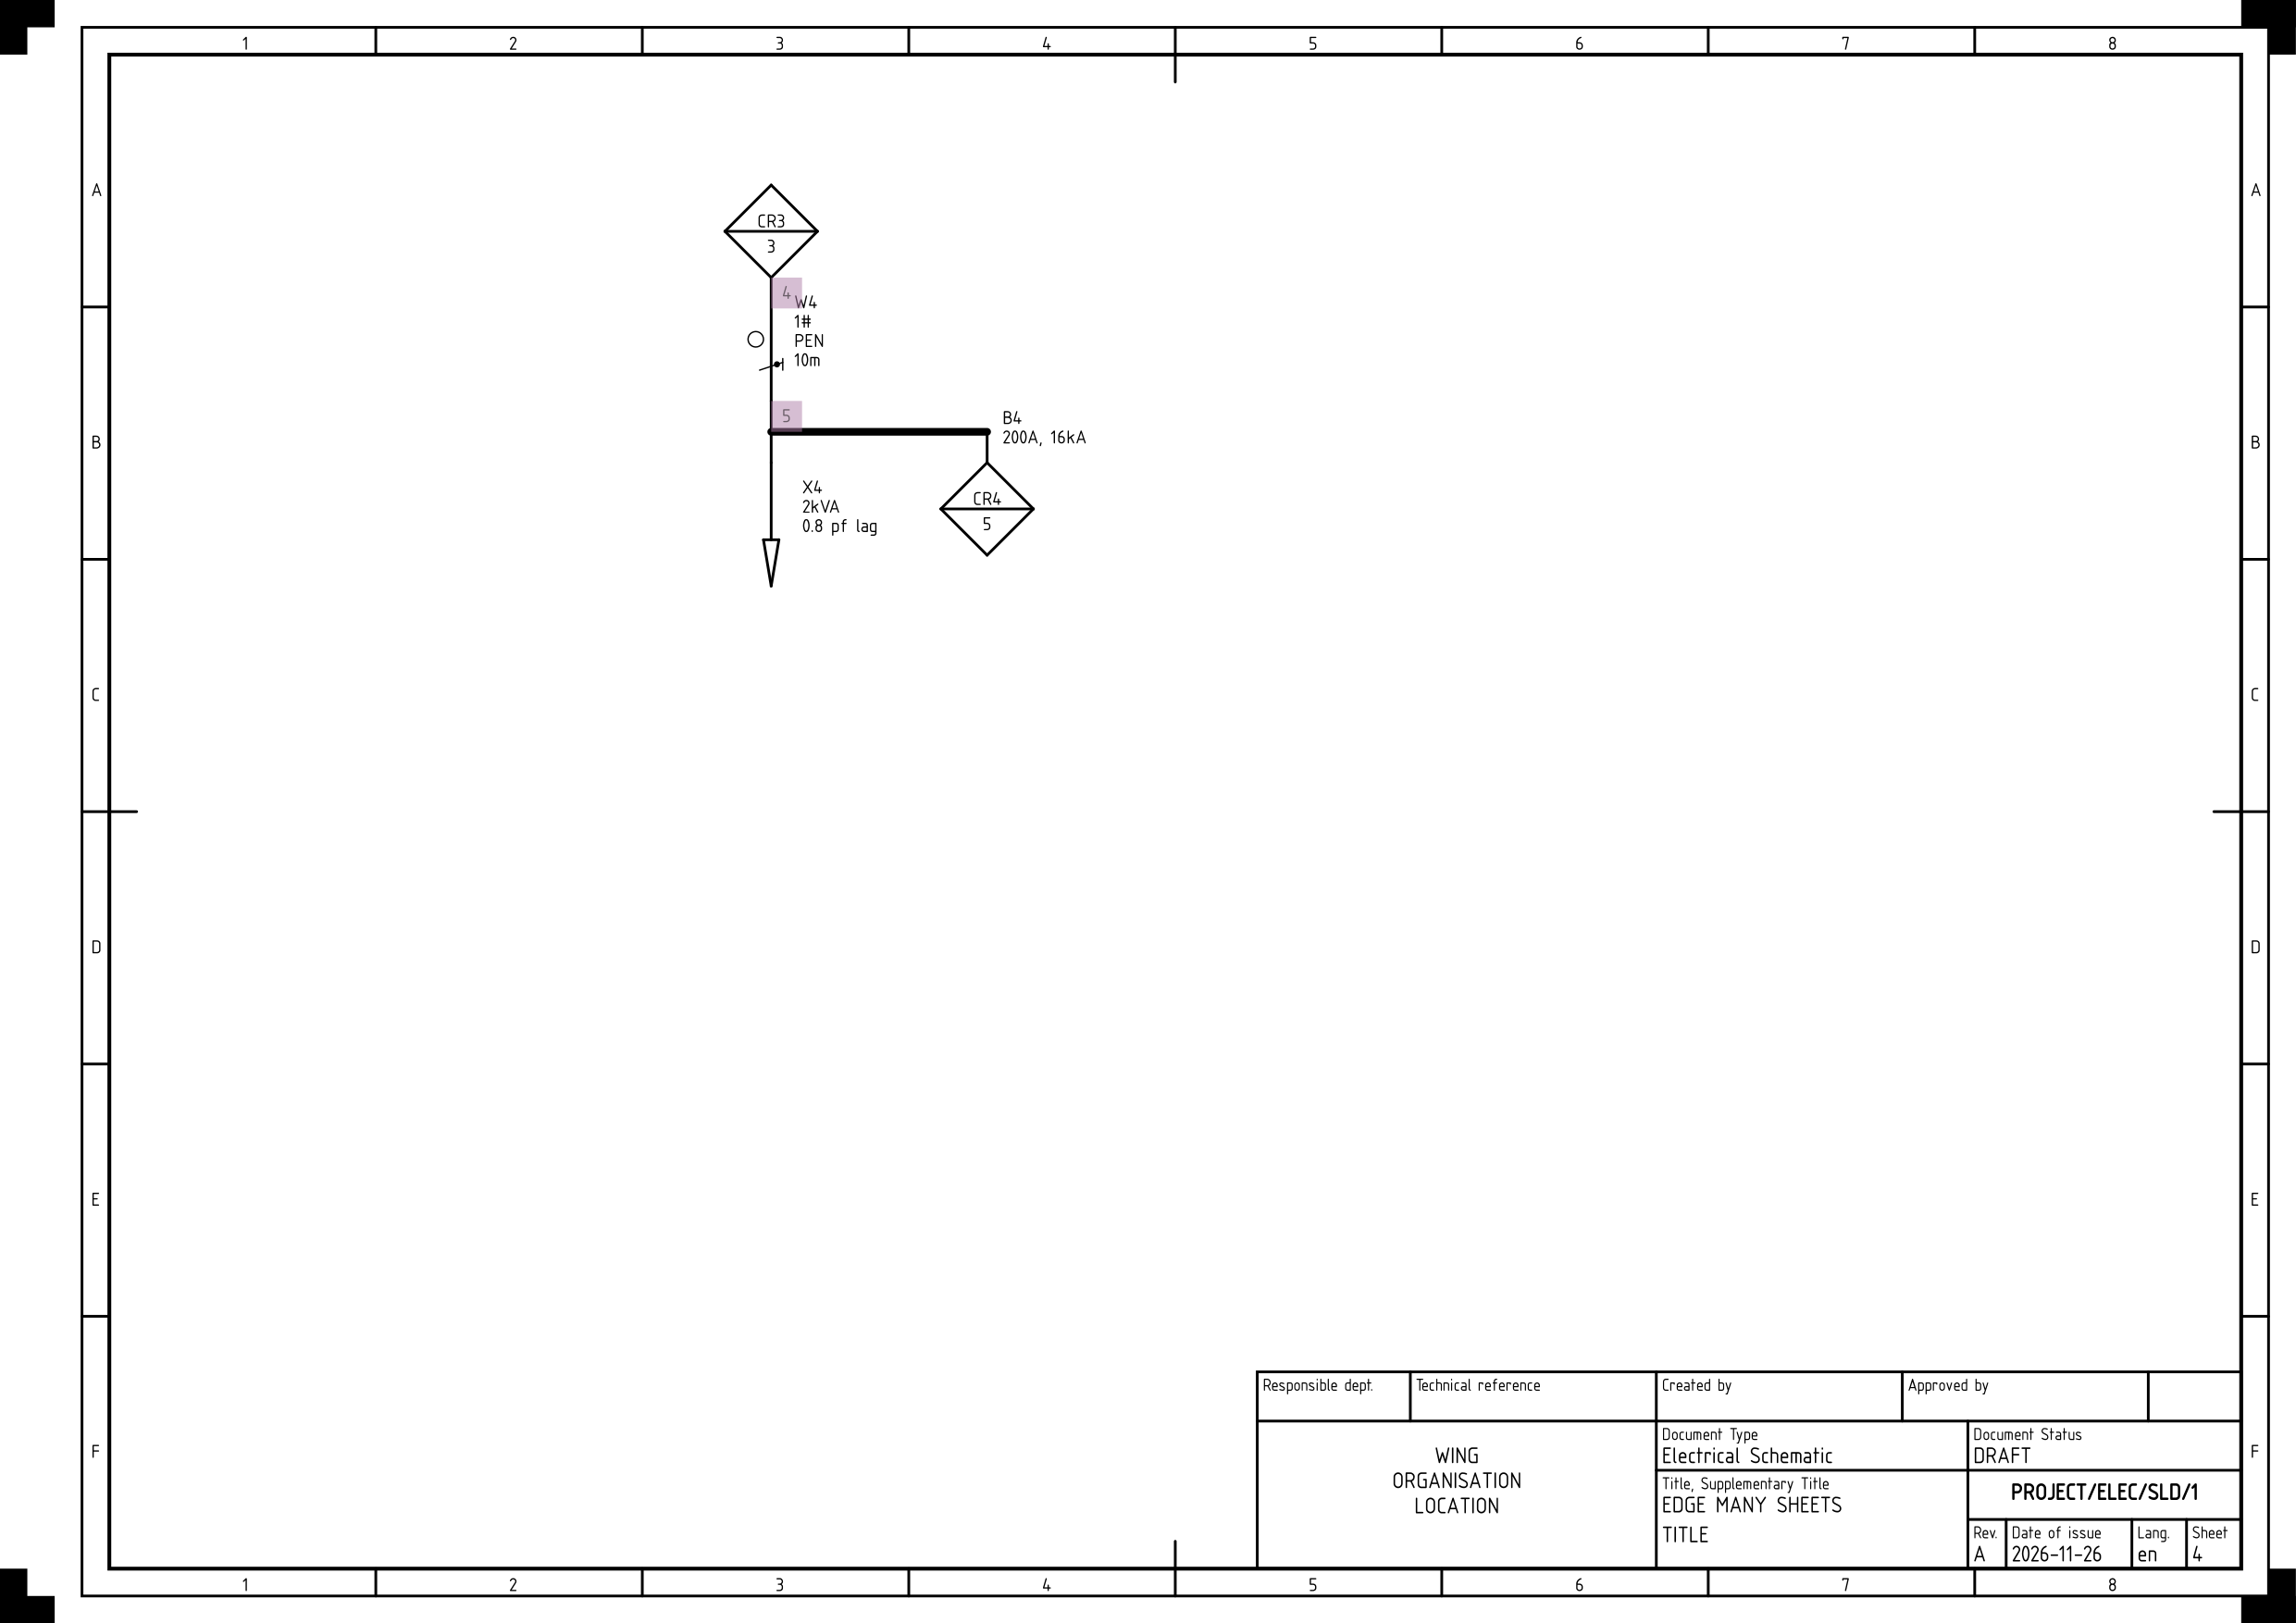 1 2 3 4 5 6 7 8
A A
CR3
3
4
W4
1#
PEN
10m
5
B4
200A, 16kA
B B
X4
2kVA
0.8 pf lag
CR4
5
C C
D D
E E
Responsible dept. Technical reference Created by Approved by
Document Type
Electrical Schematic
Document Status
DRAFT
WING
ORGANISATION
LOCATION
F F
Title, Supplementary Title
EDGE MANY SHEETS
TITLE
PROJECT/ELEC/SLD/1
Rev.
A
Date of issue
2026-11-26
Lang.
en
Sheet
4
1 2 3 4 5 6 7 8